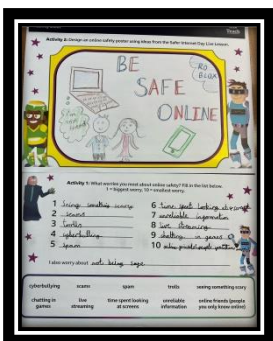 Teach
Activity 2: Design an online safety poster using ideas from the Safer Internet Day Live Lesson.
BE
SAFE
ONLINE
RO
BLOX
Activity 1: What worries you most about online safety? Fill in the list below.
1 = biggest worry, 10 = smallest worry.
1 seing something scary
2 scams
3 trolls
4 cyberbulling
5 spam
6 time spent looking at screens
7 unreliable information
8 live streaming
9 chatting in games
10 online
I also worry about not being safe
cyberbullying scams spam trolls seeing something scary
chatting in games live streaming time spent looking at screens unreliable information online friends (people you only know online)